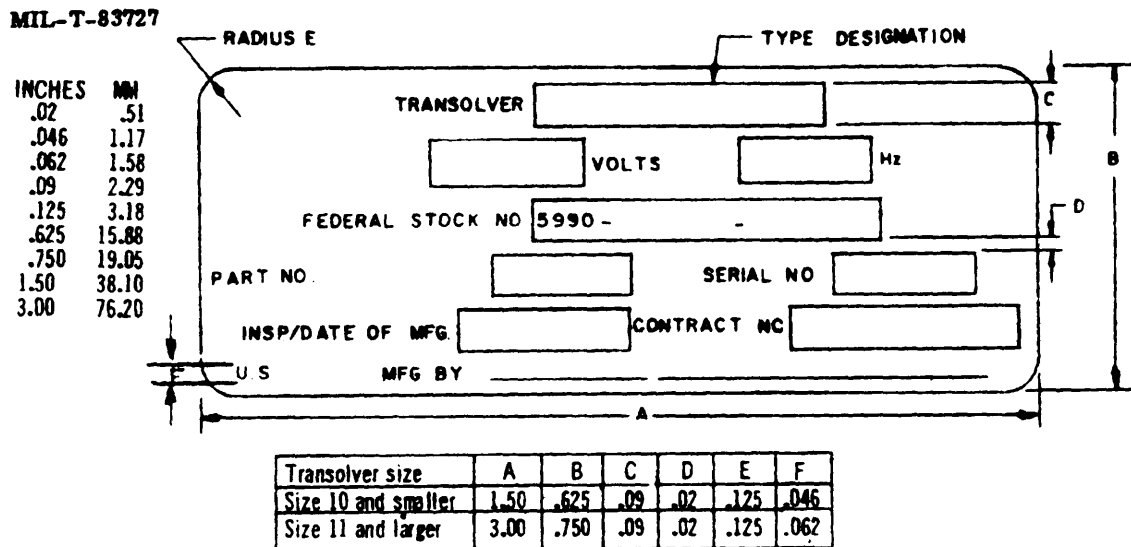 MIL-T-83727
RADIUS E
TYPE DESIGNATION
INCHES MM
.02 .51
.046 1.17
.062 1.58
.09 2.29
.125 3.18
.625 15.88
.750 19.05
1.50 38.10
3.00 76.20
TRANSOLVER
C
B
VOLTS
Hz
FEDERAL STOCK NO 5990- -
D
PART NO.
SERIAL NO
INSP/DATE OF MFG.
CONTRACT NC
F
U.S
MFG BY
A
Transolver size A B C D E F
Size 10 and smaller 1.50 .625 .09 .02 .125 .046
Size 11 and larger 3.00 .750 .09 .02 .125 .062